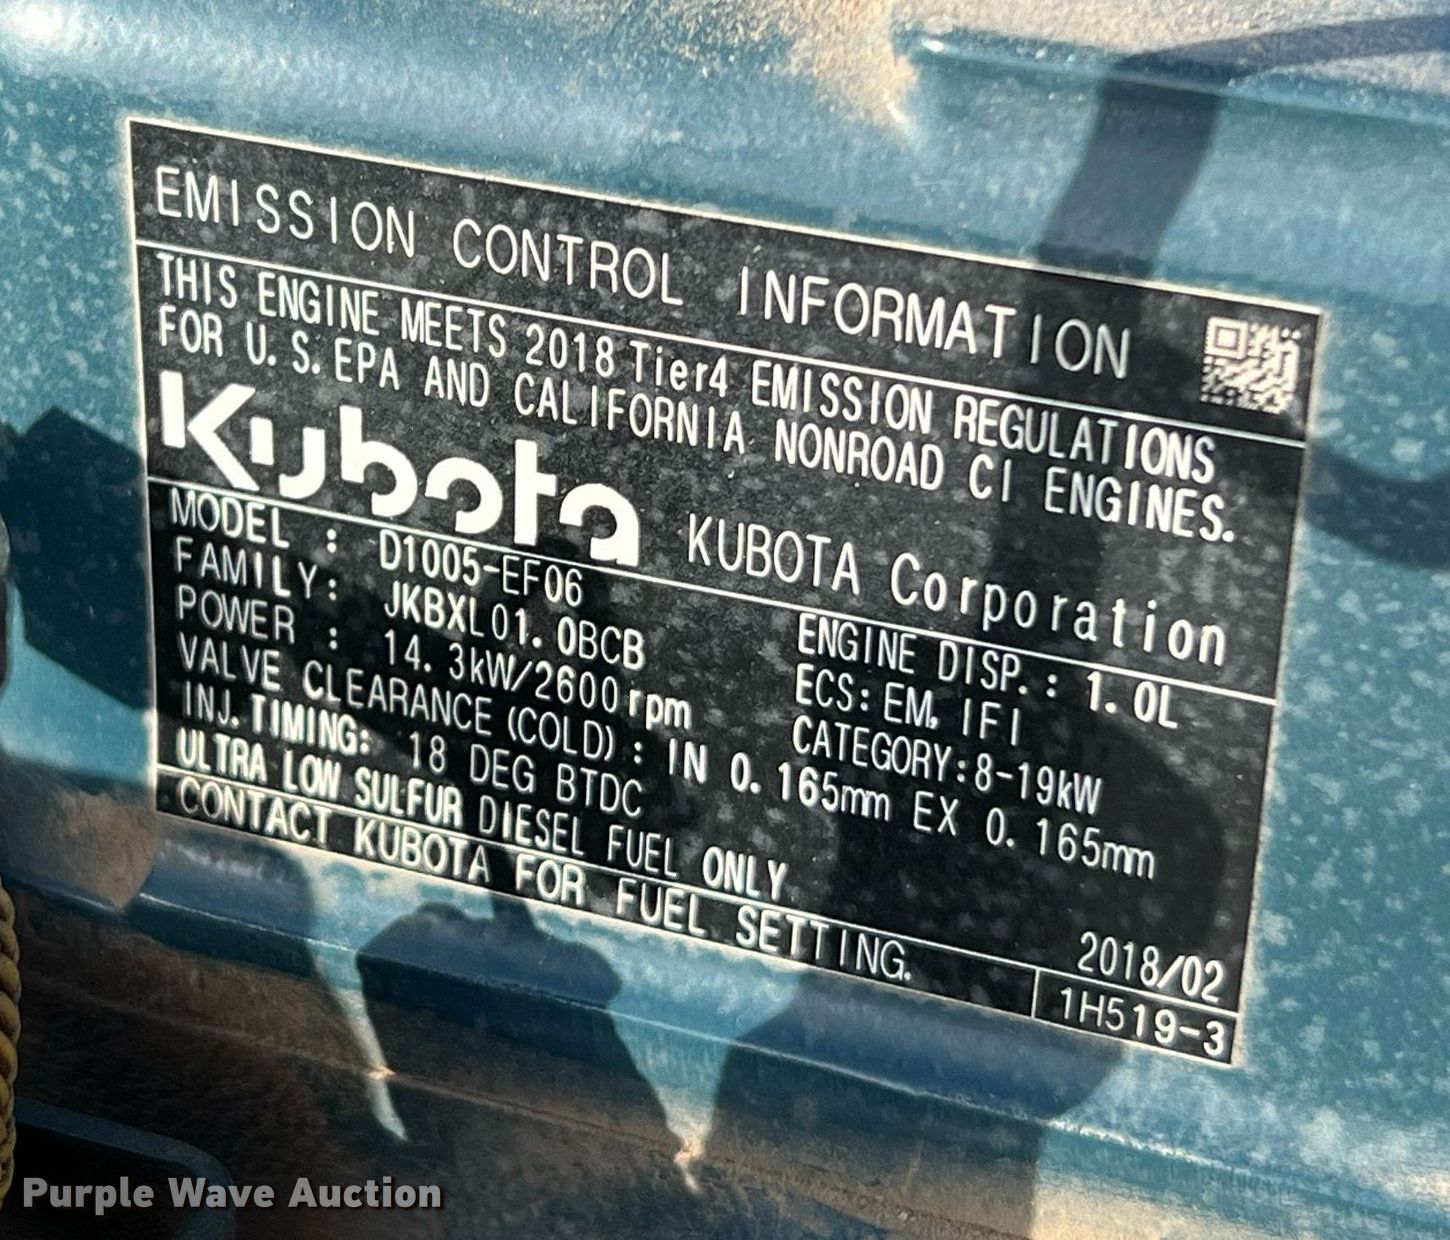 EMISSION CONTROL INFORMATION
THIS ENGINE MEETS 2018 Tier4 EMISSION REGULATIONS
FOR U.S.EPA AND CALIFORNIA NONROAD CI ENGINES.
Kubota KUBOTA Corporation
MODEL : D1005-EF06 ENGINE DISP.: 1.0L
FAMILY: JKBXL01.0BCB ECS: EM, IFI
POWER : 14.3kW/2600rpm CATEGORY:8-19kW
VALVE CLEARANCE (COLD) : IN 0.165mm EX 0.165mm
INJ.TIMING: 18 DEG BTDC
ULTRA LOW SULFUR DIESEL FUEL ONLY
2018/02
CONTACT KUBOTA FOR FUEL SETTING. 1H519-3
Purple Wave Auction